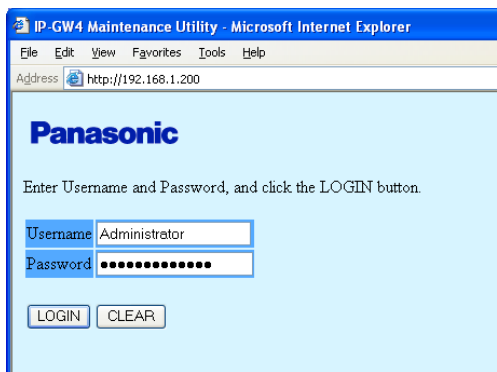 IP-GW4 Maintenance Utility - Microsoft Internet Explorer
File Edit View Favorites Tools Help
Address http://192.168.1.200
Panasonic
Enter Username and Password, and click the LOGIN button.
Username Administrator
Password ●●●●●●●●●●●●●
LOGIN CLEAR